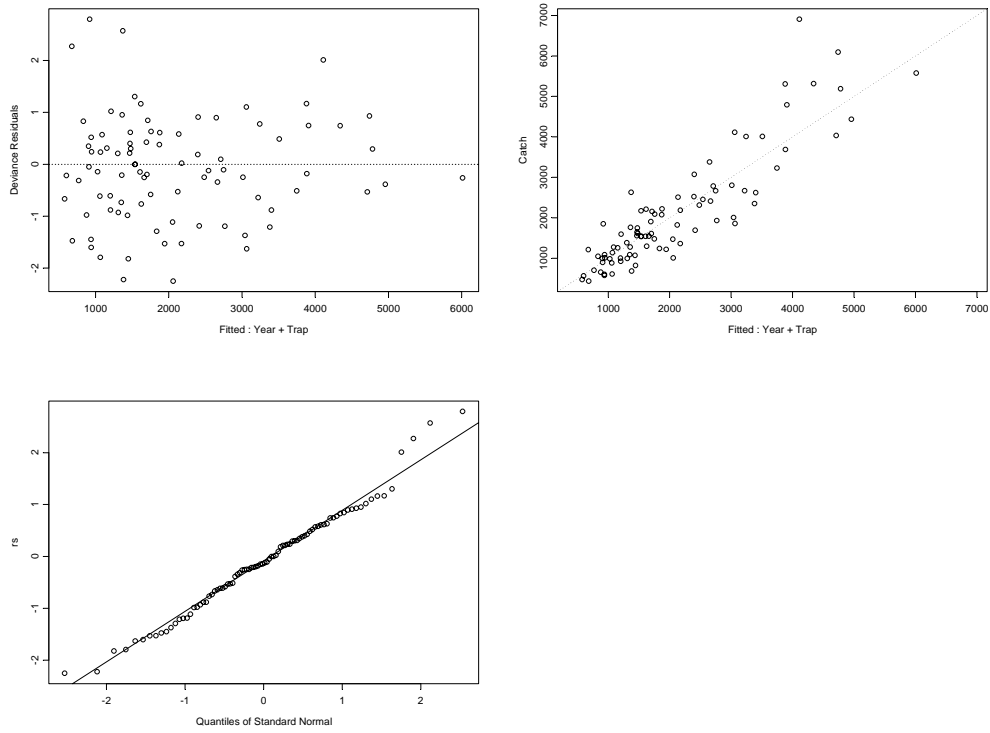 Deviance Residuals
2
1
0
-1
-2
1000 2000 3000 4000 5000 6000
Fitted : Year + Trap
Catch
7000
6000
5000
4000
3000
2000
1000
1000 2000 3000 4000 5000 6000 7000
Fitted : Year + Trap
rs
2
1
0
-1
-2
-2 -1 0 1 2
Quantiles of Standard Normal